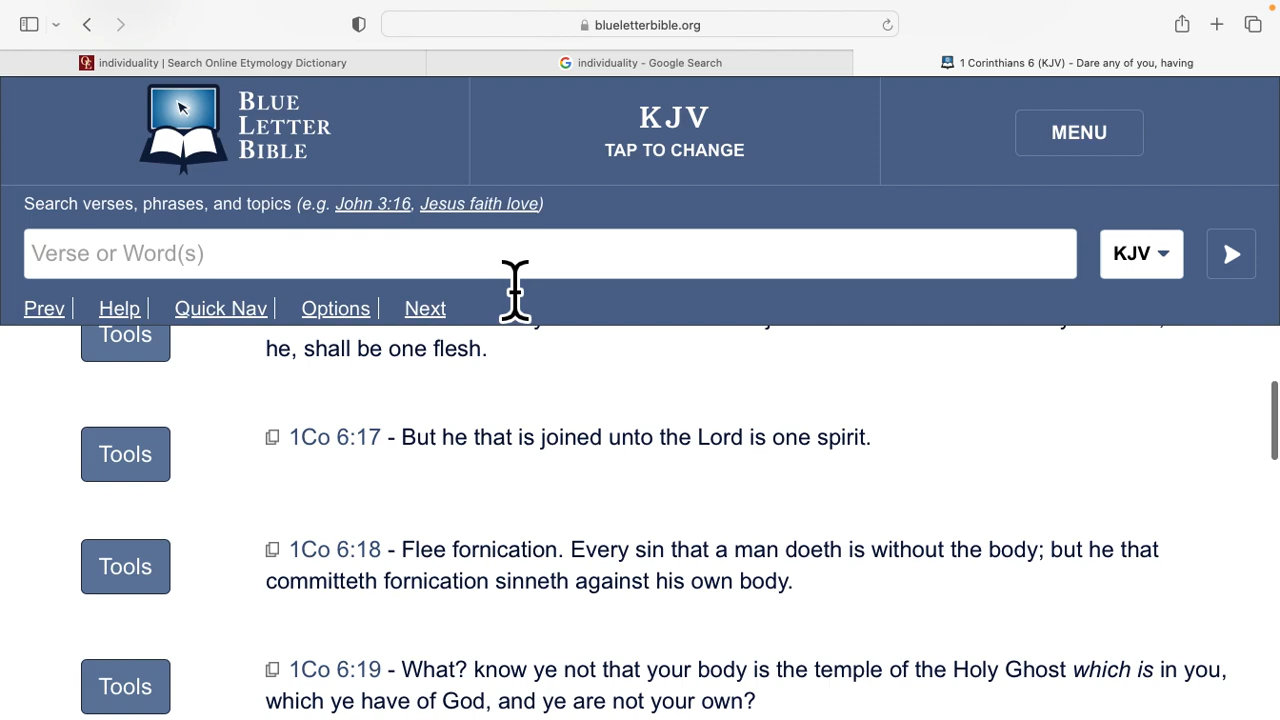 blueletterbible.org
individuality | Search Online Etymology Dictionary
individuality - Google Search
1 Corinthians 6 (KJV) - Dare any of you, having
BLUE
LETTER
BIBLE
KJV
TAP TO CHANGE
MENU
Search verses, phrases, and topics (e.g. John 3:16, Jesus faith love)
Verse or Word(s)
KJV
Prev | Help | Quick Nav | Options | Next
Tools
he, shall be one flesh.
Tools
1Co 6:17 - But he that is joined unto the Lord is one spirit.
Tools
1Co 6:18 - Flee fornication. Every sin that a man doeth is without the body; but he that
committeth fornication sinneth against his own body.
Tools
1Co 6:19 - What? know ye not that your body is the temple of the Holy Ghost which is in you,
which ye have of God, and ye are not your own?